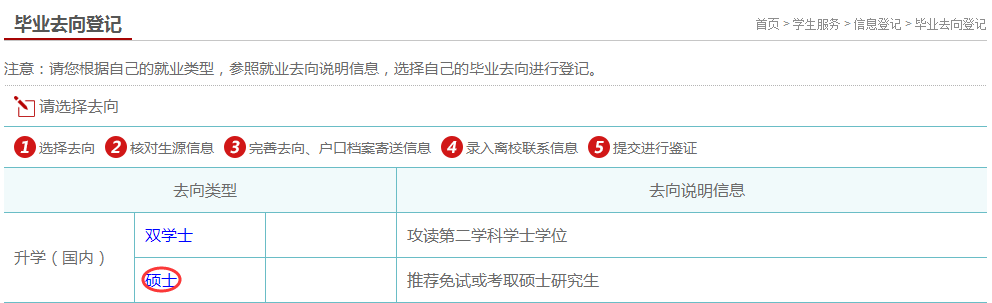 毕业去向登记
首页 > 学生服务 > 信息登记 > 毕业去向登记
注意：请您根据自己的就业类型，参照就业去向说明信息，选择自己的毕业去向进行登记。
请选择去向
1 选择去向 2 核对生源信息 3 完善去向、户口档案寄送信息 4 录入离校联系信息 5 提交进行鉴证
去向类型 去向说明信息
升学（国内）
双学士 攻读第二学科学士学位
硕士 推荐免试或考取硕士研究生